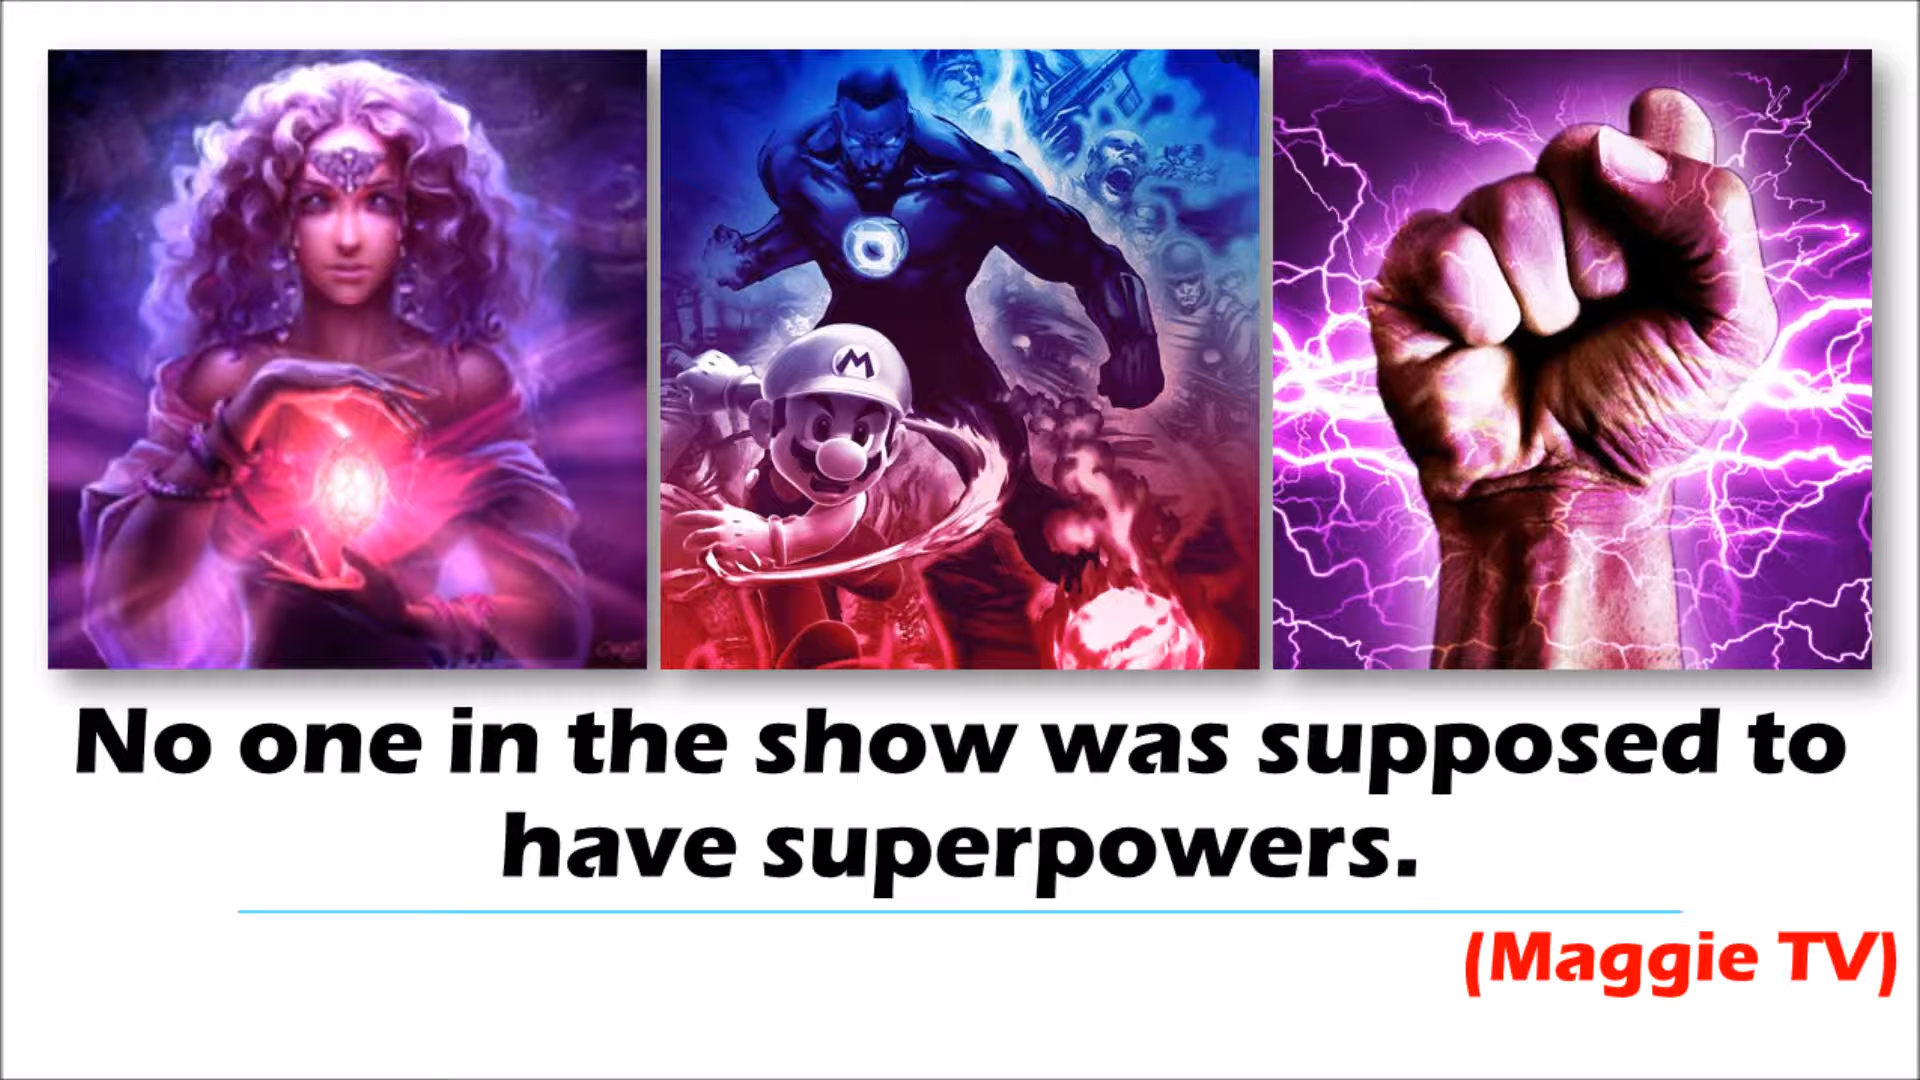 M
No one in the show was supposed to
have superpowers.
(Maggie TV)